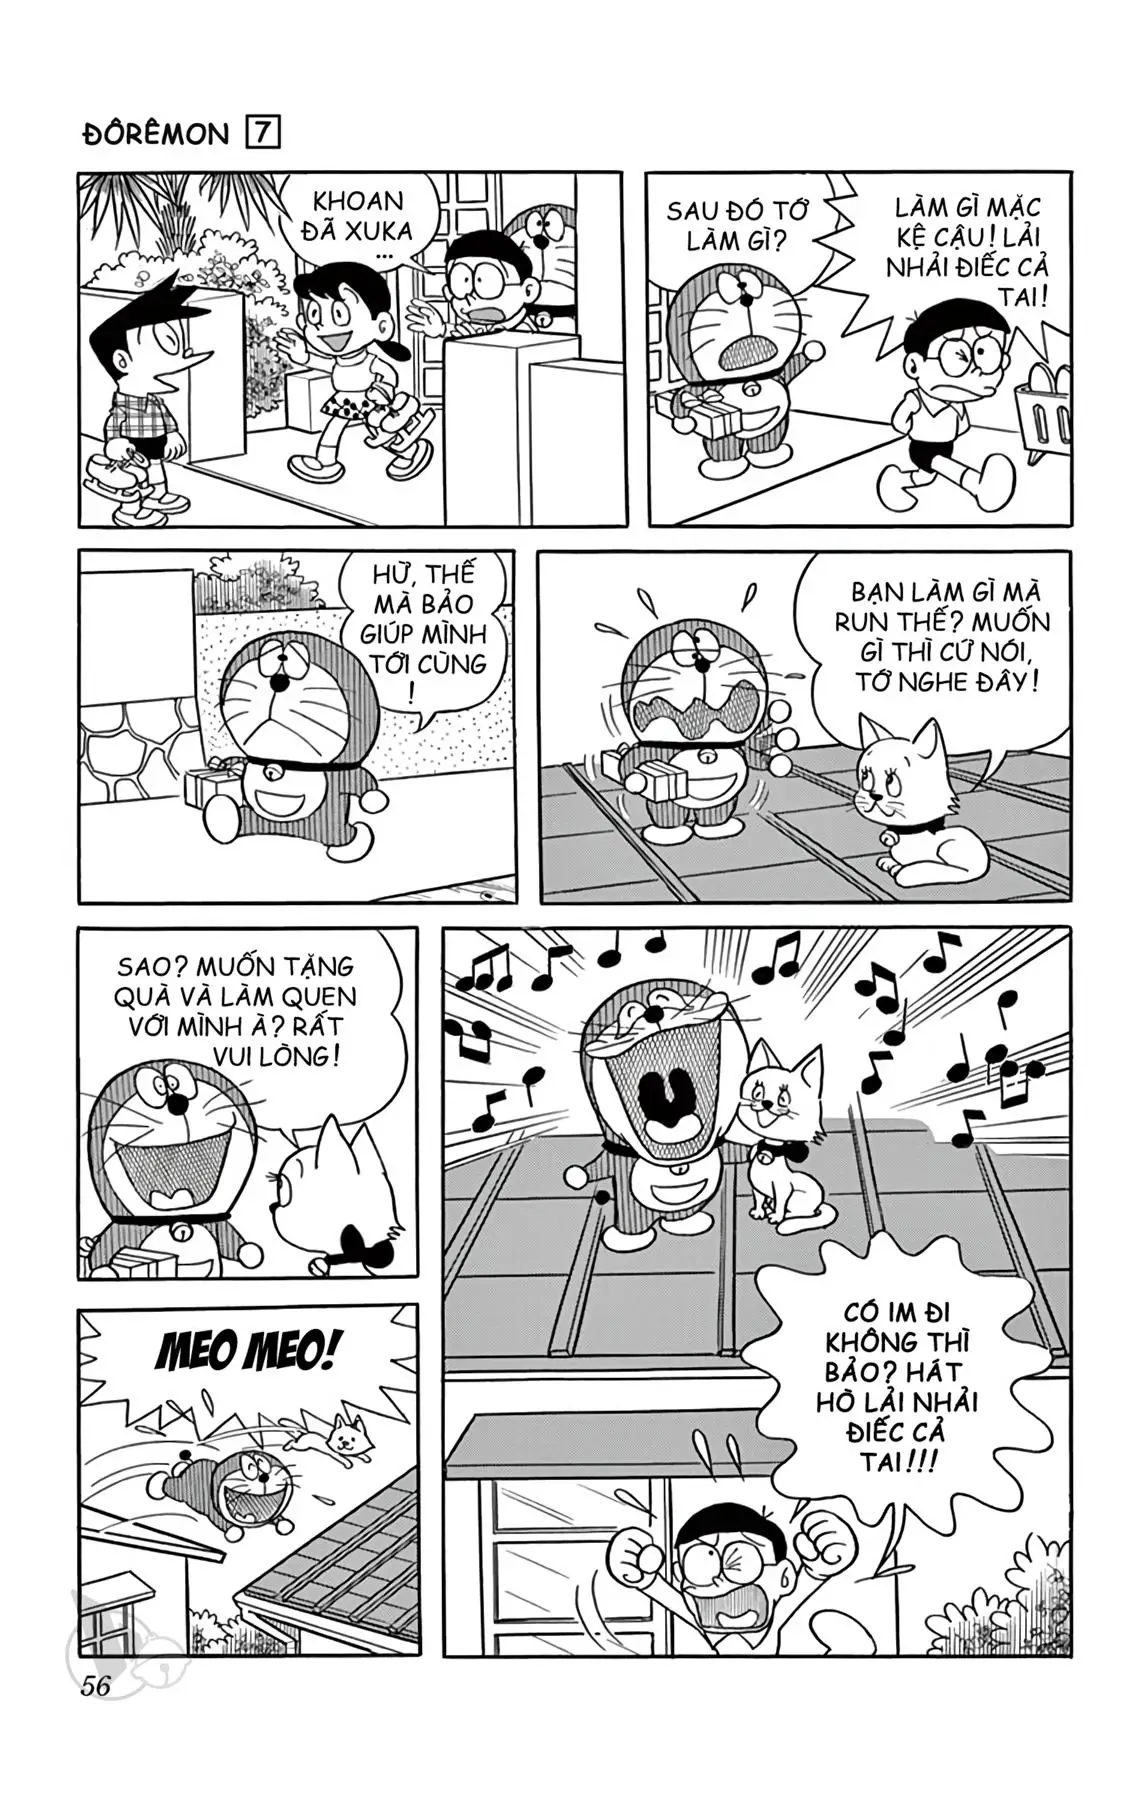 ĐÔRÊMON 7
KHOAN
ĐÃ XUKA
...
SAU ĐÓ TỚ
LÀM GÌ?
LÀM GÌ MẶC
KỆ CẬU! LẢI
NHẢI ĐIẾC CẢ
TAI!
HỪ, THẾ
MÀ BẢO
GIÚP MÌNH
TỚI CÙNG
!
BẠN LÀM GÌ MÀ
RUN THẾ? MUỐN
GÌ THÌ CỨ NÓI,
TỚ NGHE ĐÂY!
SAO? MUỐN TẶNG
QUÀ VÀ LÀM QUEN
VỚI MÌNH À? RẤT
VUI LÒNG!
MEO MEO!
CÓ IM ĐI
KHÔNG THÌ
BẢO? HÁT
HÒ LẢI NHẢI
ĐIẾC CẢ
TAI!!!
56